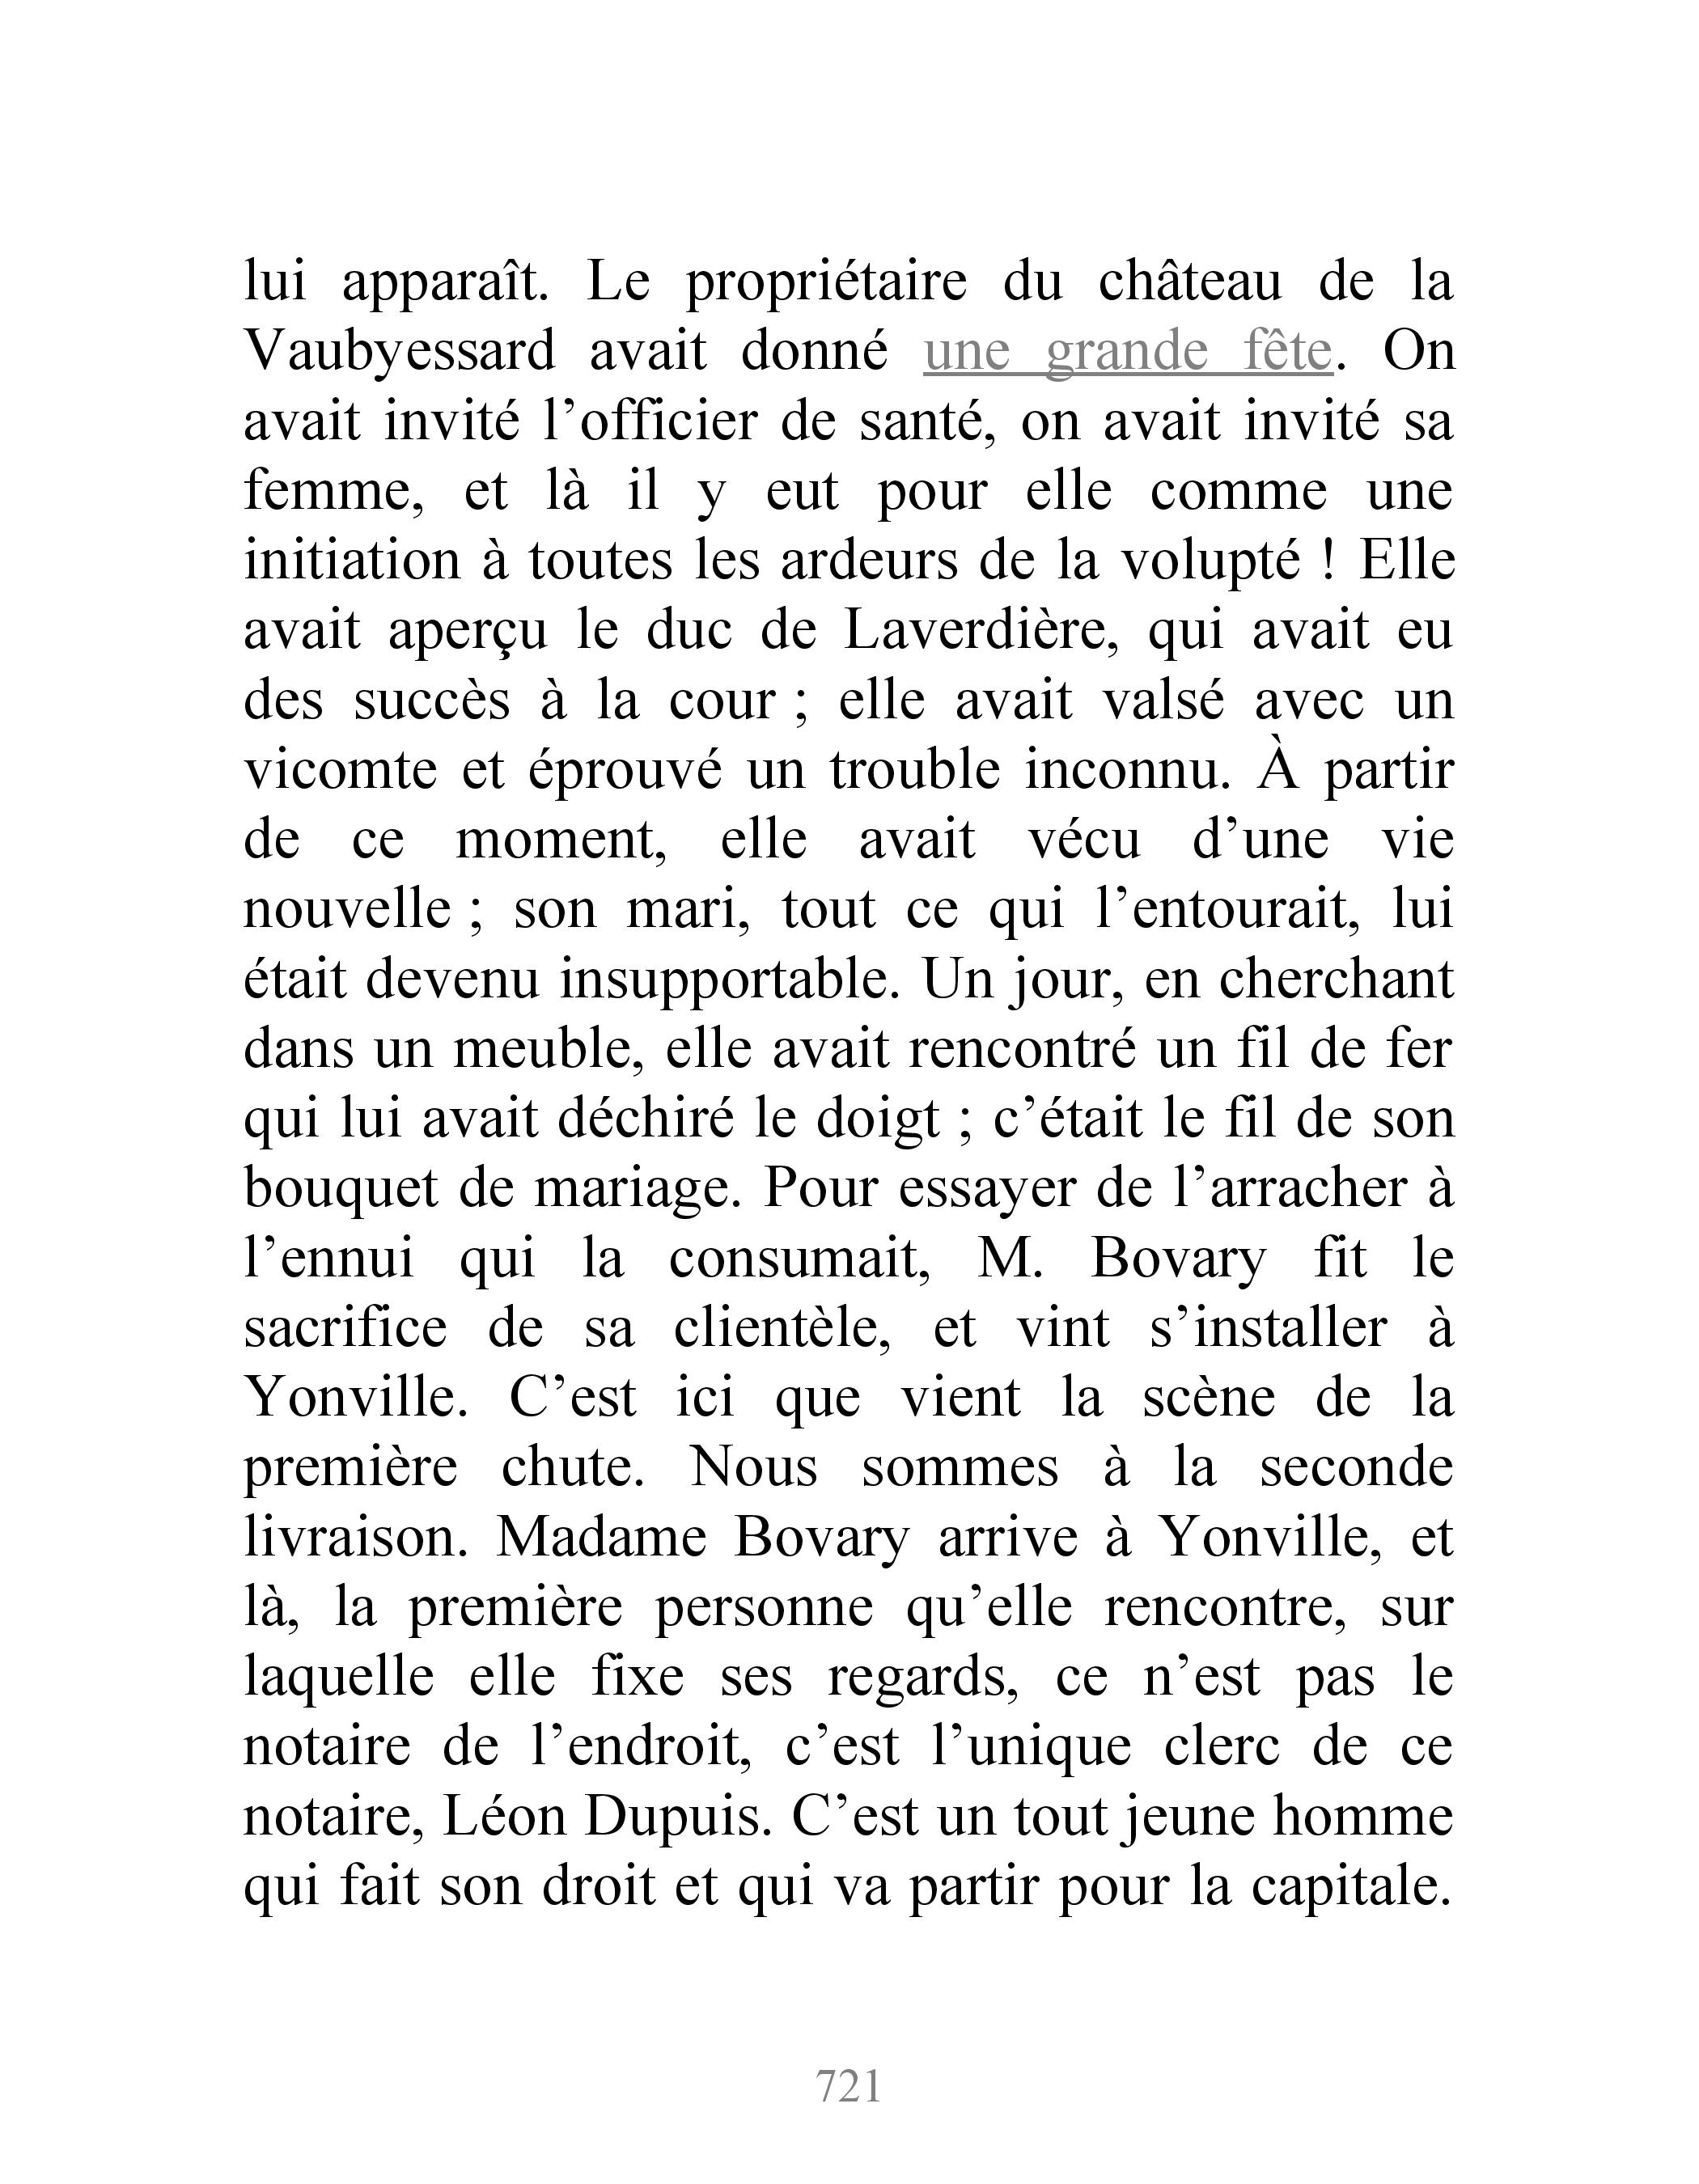 lui apparaît. Le propriétaire du château de la
Vaubyessard avait donné une grande fête. On
avait invité l’officier de santé, on avait invité sa
femme, et là il y eut pour elle comme une
initiation à toutes les ardeurs de la volupté ! Elle
avait aperçu le duc de Laverdière, qui avait eu
des succès à la cour ; elle avait valsé avec un
vicomte et éprouvé un trouble inconnu. À partir
de ce moment, elle avait vécu d’une vie
nouvelle ; son mari, tout ce qui l’entourait, lui
était devenu insupportable. Un jour, en cherchant
dans un meuble, elle avait rencontré un fil de fer
qui lui avait déchiré le doigt ; c’était le fil de son
bouquet de mariage. Pour essayer de l’arracher à
l’ennui qui la consumait, M. Bovary fit le
sacrifice de sa clientèle, et vint s’installer à
Yonville. C’est ici que vient la scène de la
première chute. Nous sommes à la seconde
livraison. Madame Bovary arrive à Yonville, et
là, la première personne qu’elle rencontre, sur
laquelle elle fixe ses regards, ce n’est pas le
notaire de l’endroit, c’est l’unique clerc de ce
notaire, Léon Dupuis. C’est un tout jeune homme
qui fait son droit et qui va partir pour la capitale.
721